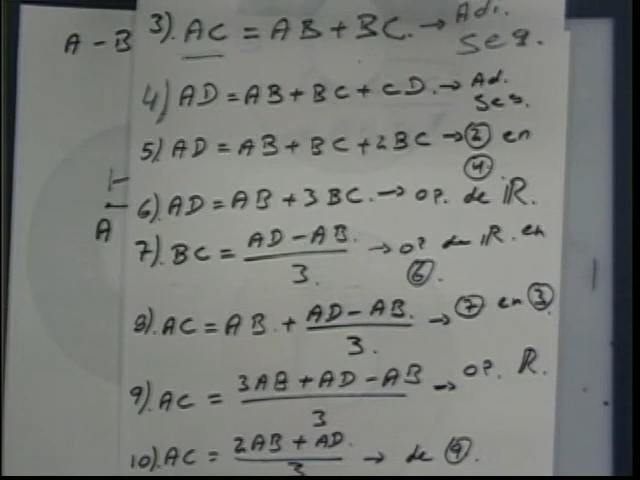 A - B
3). AC = AB + BC. → Adi. Seg.
4) AD = AB + BC + CD. → Ad. Seg.
5) AD = AB + BC + 2BC → ② en ④.
6). AD = AB + 3BC. → OP. de IR.
7). BC = AD - AB. / 3. → OP de IR. en ⑥.
8). AC = AB. + AD - AB. / 3. → ⑦ en ③
9). AC = 3AB + AD - AB / 3 → OP. R.
10). AC = 2AB + AD. / 3 → de ⑨.
A